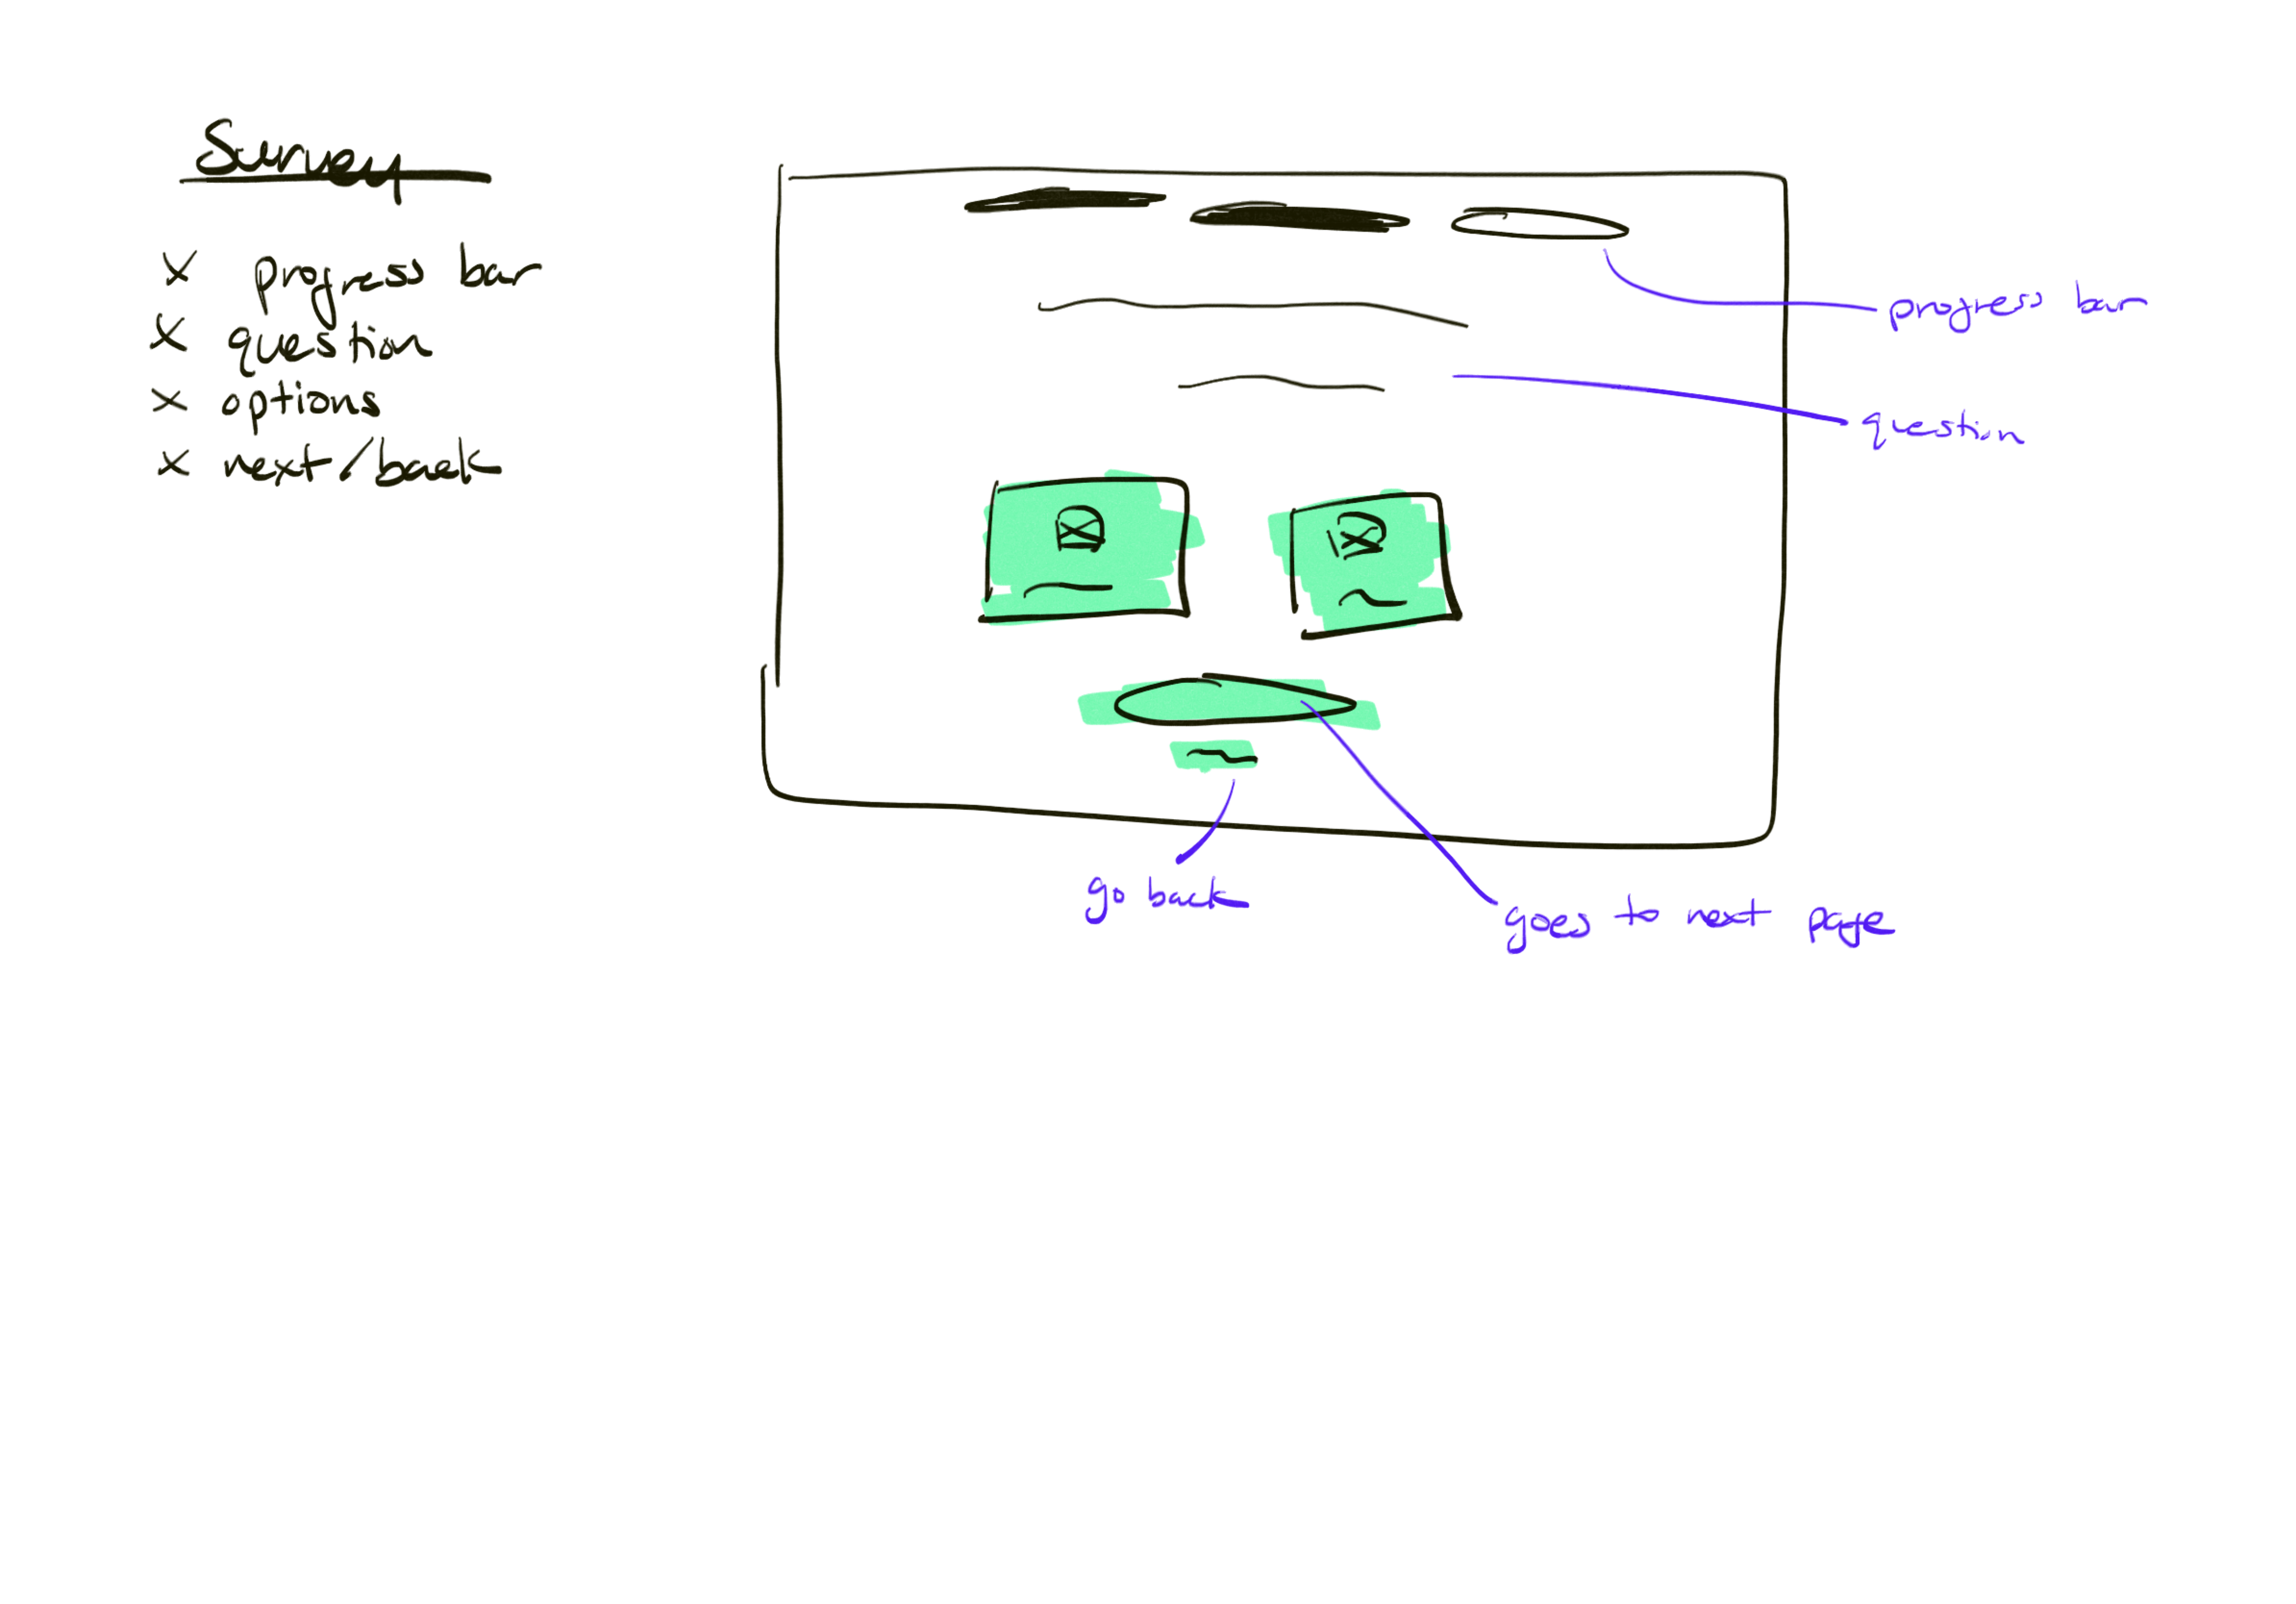 Survey
x progress bar
x question
x options
x next/back
progress bar
question
go back
goes to next page